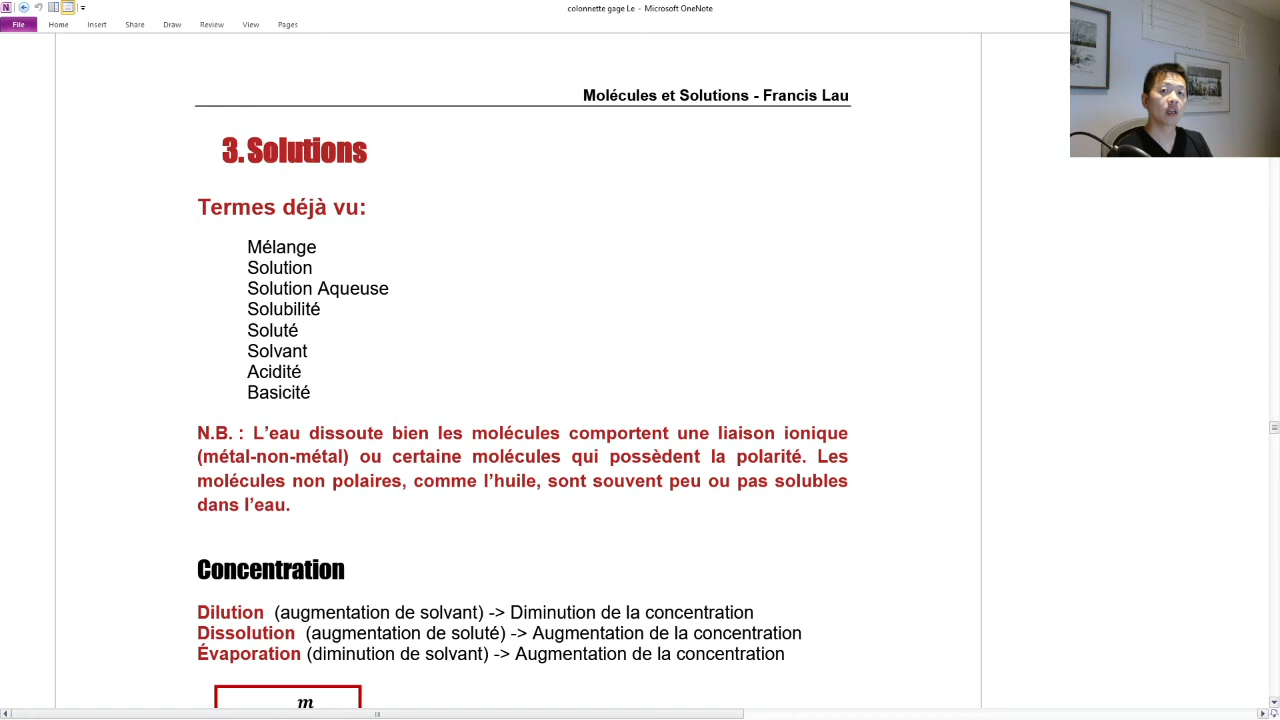 colonnette gage Le - Microsoft OneNote
File Home Insert Share Draw Review View Pages
Molécules et Solutions - Francis Lau
3. Solutions
Termes déjà vu:
Mélange
Solution
Solution Aqueuse
Solubilité
Soluté
Solvant
Acidité
Basicité
N.B. : L’eau dissoute bien les molécules comportent une liaison ionique
(métal-non-métal) ou certaine molécules qui possèdent la polarité. Les
molécules non polaires, comme l’huile, sont souvent peu ou pas solubles
dans l’eau.
Concentration
Dilution (augmentation de solvant) -> Diminution de la concentration
Dissolution (augmentation de soluté) -> Augmentation de la concentration
Évaporation (diminution de solvant) -> Augmentation de la concentration
m